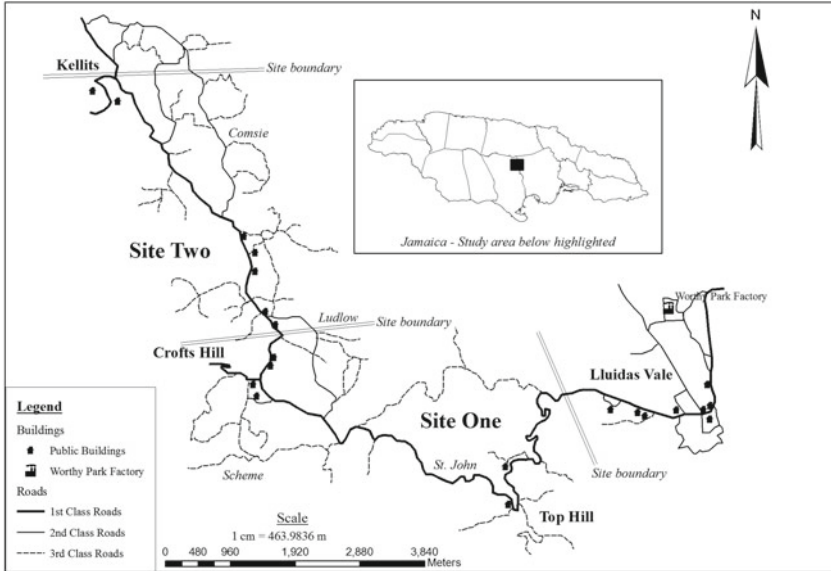 N
Kellits
Site boundary
Comsie
Jamaica - Study area below highlighted
Site Two
Worthy Park Factory
Ludlow
Site boundary
Crofts Hill
Lluidas Vale
Site One
Legend
Buildings
Public Buildings
Worthy Park Factory
Roads
1st Class Roads
2nd Class Roads
3rd Class Roads
Scheme
St. John
Site boundary
Top Hill
Scale
1 cm = 463.9836 m
0 480 960 1,920 2,880 3,840
Meters